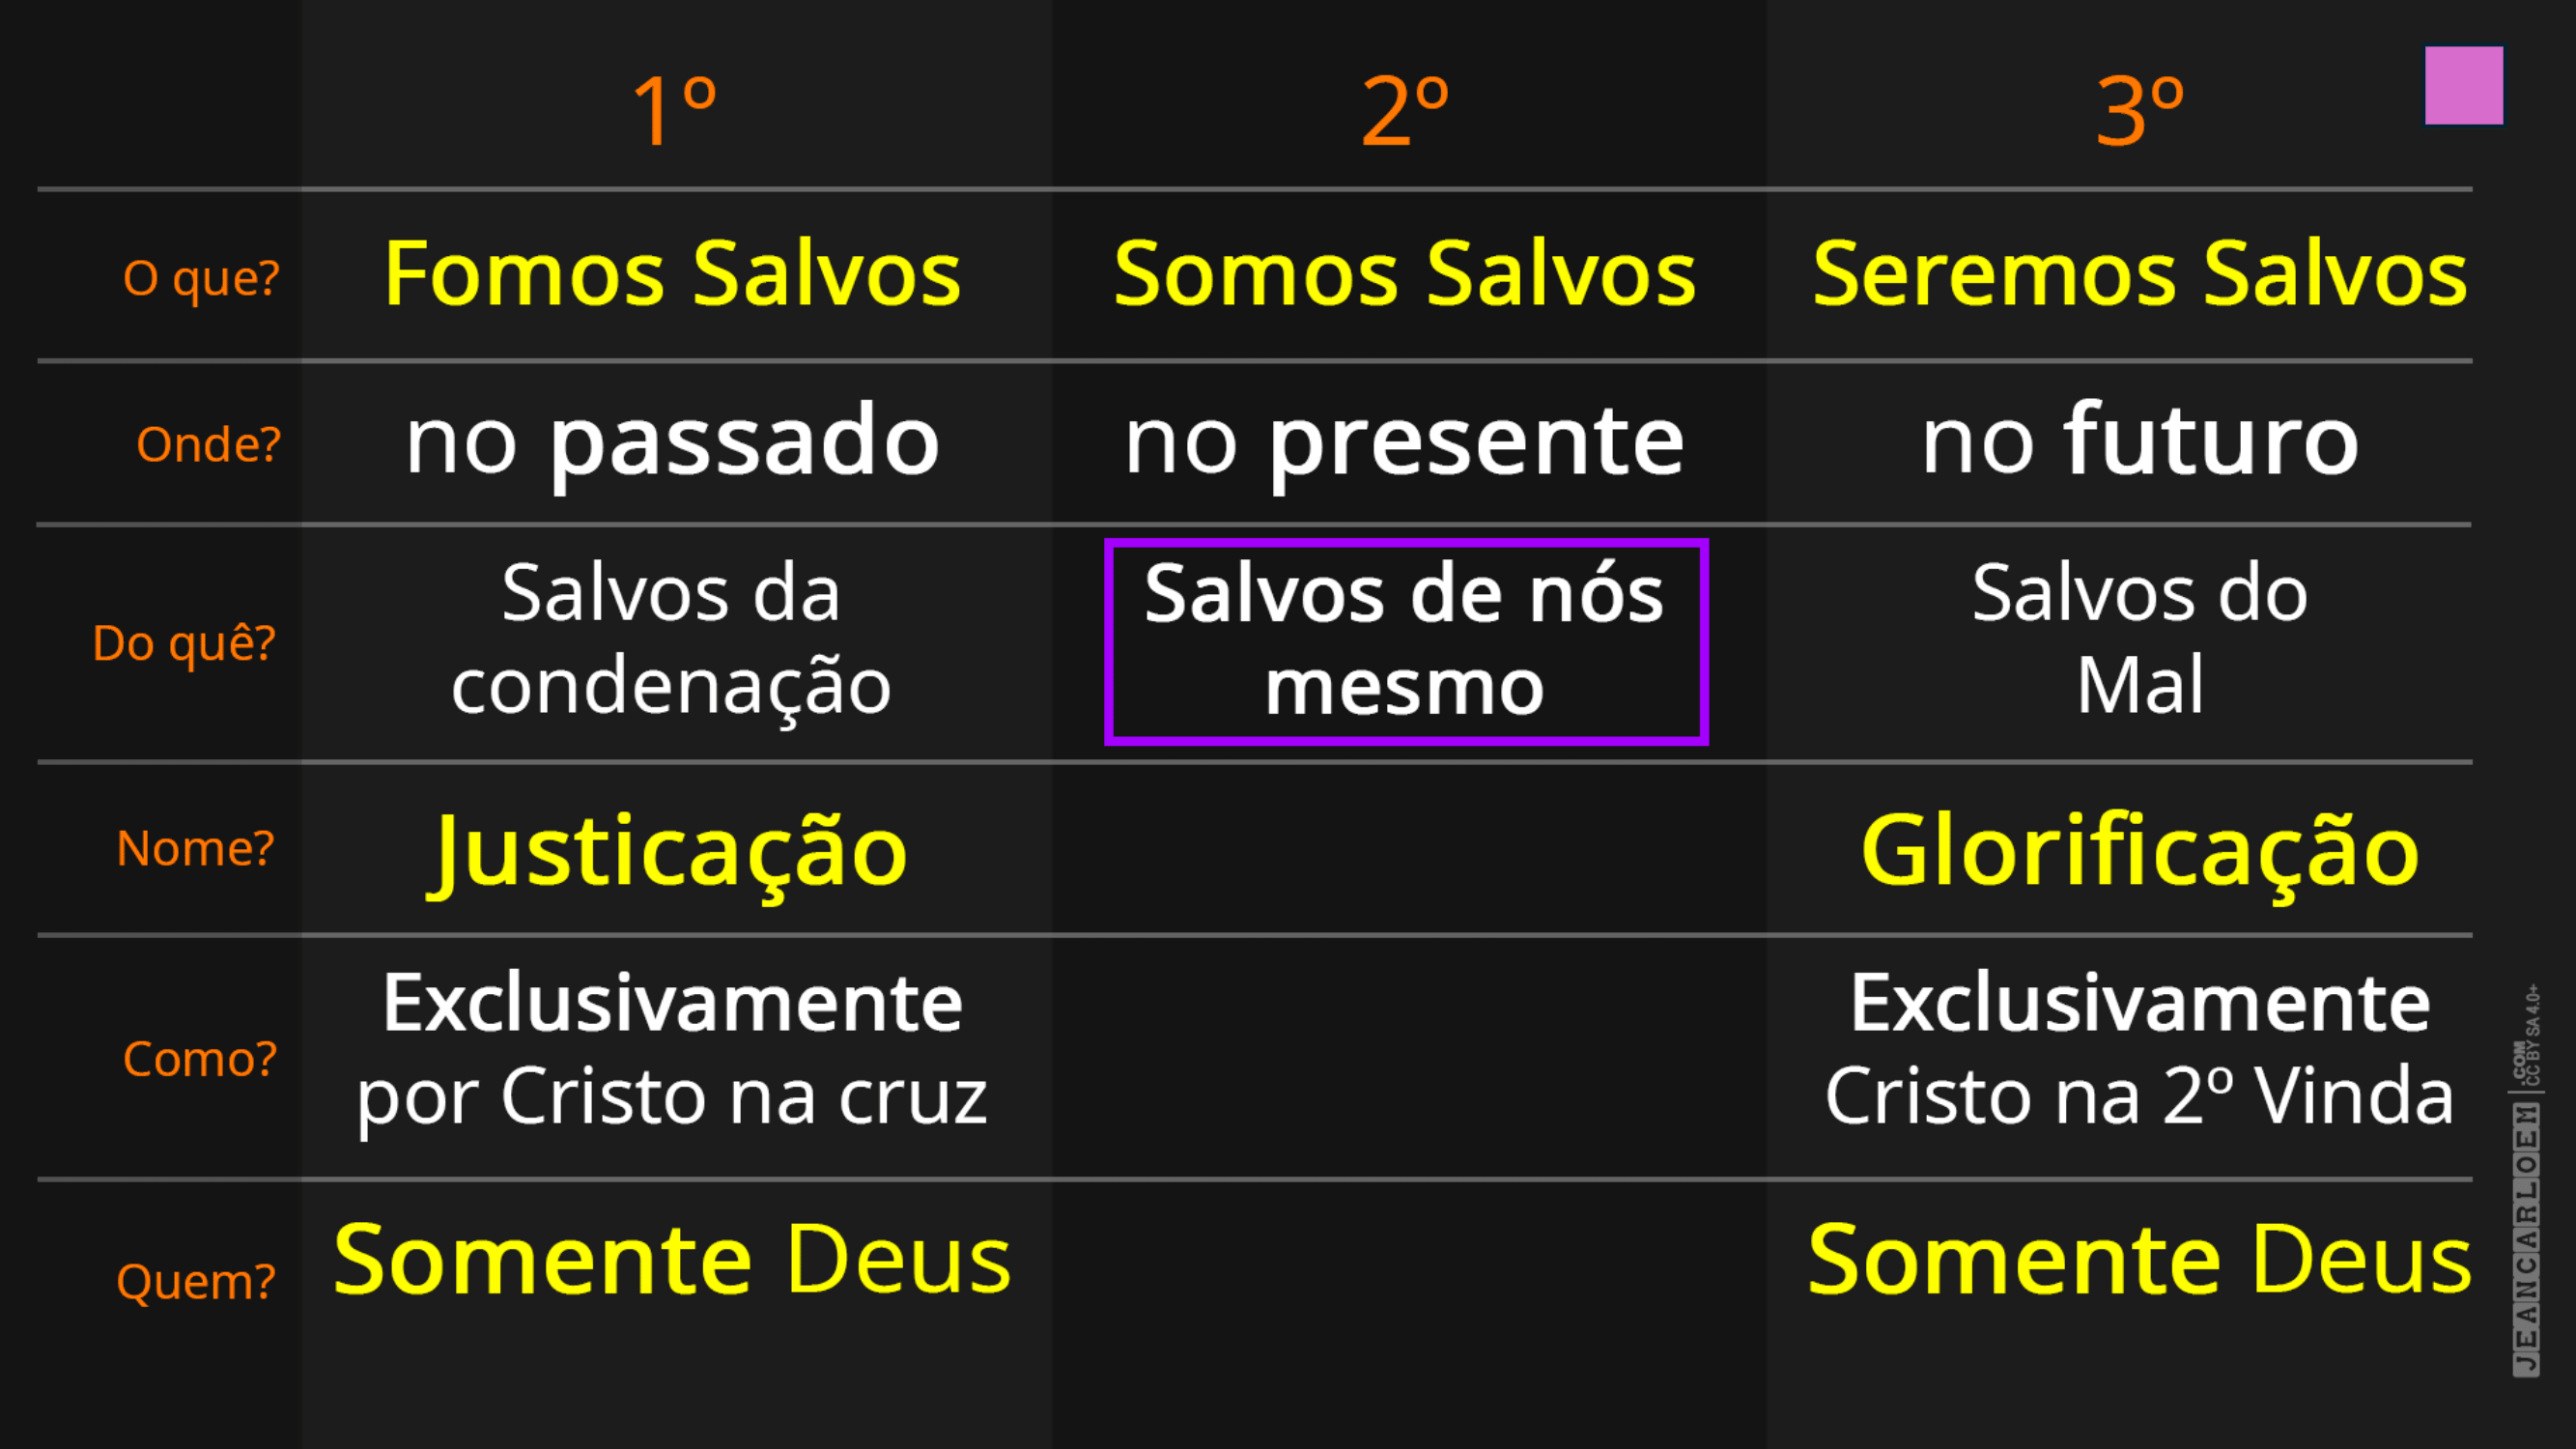 1º 2º 3º
O que? Fomos Salvos Somos Salvos Seremos Salvos
Onde? no passado no presente no futuro
Do quê?
Salvos da
condenação
Salvos de nós
mesmo
Salvos do
Mal
Nome? Justicação Glorificação
Como?
Exclusivamente
por Cristo na cruz
Exclusivamente
Cristo na 2º Vinda
Quem? Somente Deus Somente Deus
JEANCARLOEM
.COM
CC BY SA 4.0+